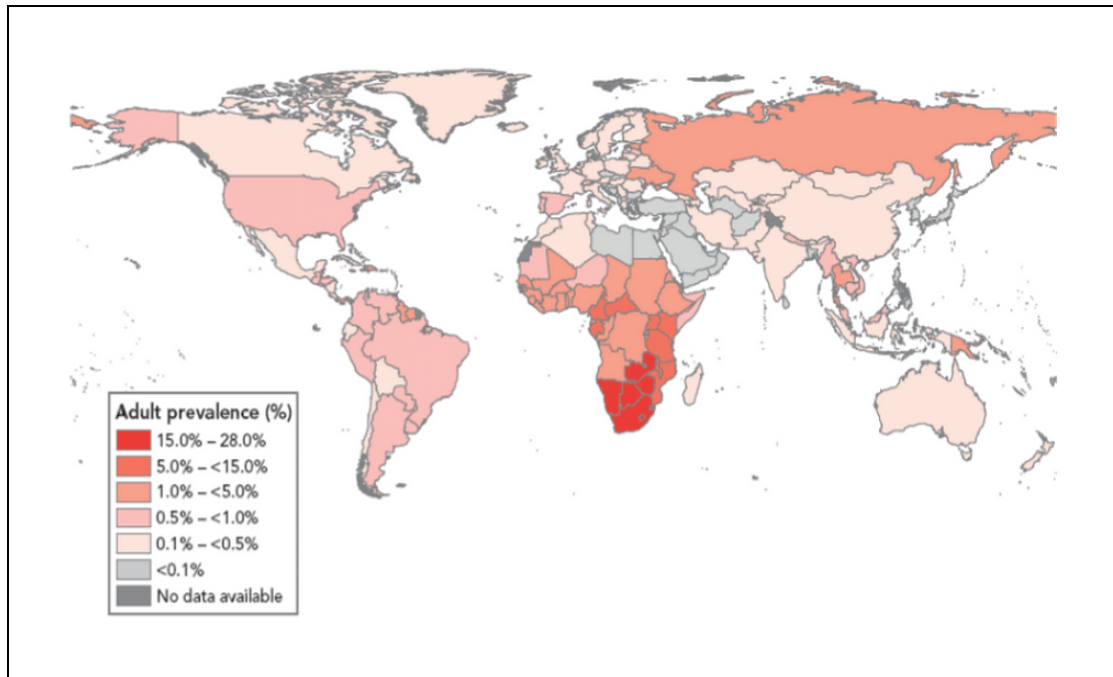 Adult prevalence (%)
15.0% – 28.0%
5.0% – <15.0%
1.0% – <5.0%
0.5% – <1.0%
0.1% – <0.5%
<0.1%
No data available